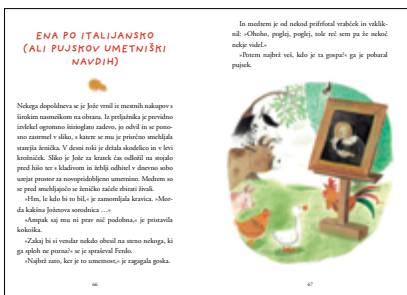 ENA PO ITALIJANSKO
(ALI PUJSKOV UMETNIŠKI
NAVDIH)
Nekega dopoldneva se je Jože vrnil iz mestnih nakupov s
širokim nasmeškom na obrazu. Iz prtljažnika je previdno
izvlekel ogromno štirioglato zadevo, jo odvil in se pono-
sno zastrmel v sliko, s katere se mu je prisrčno smehljala
starejša ženička. V desni roki je držala skodelico in v levi
krožniček. Sliko je Jože za kratek čas odložil na stojalo
pred hišo ter s kladivom in žeblji odhitel v dnevno sobo
urejat prostor za novopridobljeno umetnino. Medtem so
se pred smehljajočo se ženičko začele zbirati živali.
»Hm, le kdo bi to bil,« je zamomljala kravica. »Mor-
da kakšna Jožetova sorodnica …«
»Ampak saj mu ni prav nič podobna,« je pristavila
kokoška.
»Zakaj bi si vendar nekdo obesil na steno nekoga, ki
ga sploh ne pozna?« se je spraševal Ferdo.
»Najbrž zato, ker je to umetnost,« je zagagala goska.
66
In medtem je od nekod prifrfotal vrabček in vzklik-
nil: »Ohoho, poglej, poglej, tole reč sem pa že nekoč
nekje videl.«
»Potem najbrž veš, kdo je ta gospa?« ga je pobaral
pujsek.
67